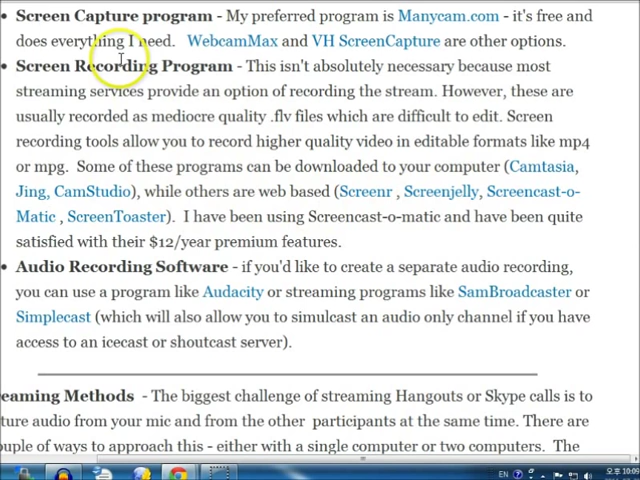 Screen Capture program - My preferred program is Manycam.com - it's free and
does everything I need. WebcamMax and VH ScreenCapture are other options.
Screen Recording Program - This isn't absolutely necessary because most
streaming services provide an option of recording the stream. However, these are
usually recorded as mediocre quality .flv files which are difficult to edit. Screen
recording tools allow you to record higher quality video in editable formats like mp4
or mpg. Some of these programs can be downloaded to your computer (Camtasia,
Jing, CamStudio), while others are web based (Screenr , Screenjelly, Screencast-o-
Matic , ScreenToaster). I have been using Screencast-o-matic and have been quite
satisfied with their $12/year premium features.
Audio Recording Software - if you'd like to create a separate audio recording,
you can use a program like Audacity or streaming programs like SamBroadcaster or
Simplecast (which will also allow you to simulcast an audio only channel if you have
access to an icecast or shoutcast server).
eaming Methods - The biggest challenge of streaming Hangouts or Skype calls is to
ture audio from your mic and from the other participants at the same time. There are
ouple of ways to approach this - either with a single computer or two computers. The
EN
오후 10:09